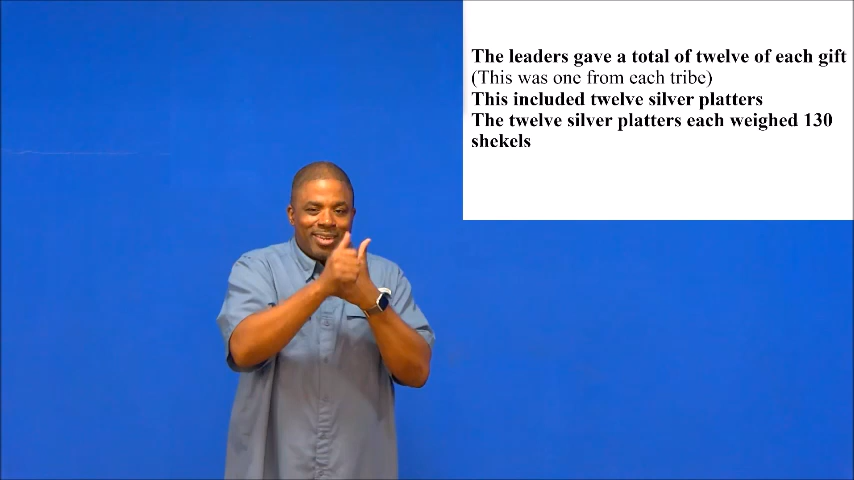 The leaders gave a total of twelve of each gift
(This was one from each tribe)
This included twelve silver platters
The twelve silver platters each weighed 130
shekels